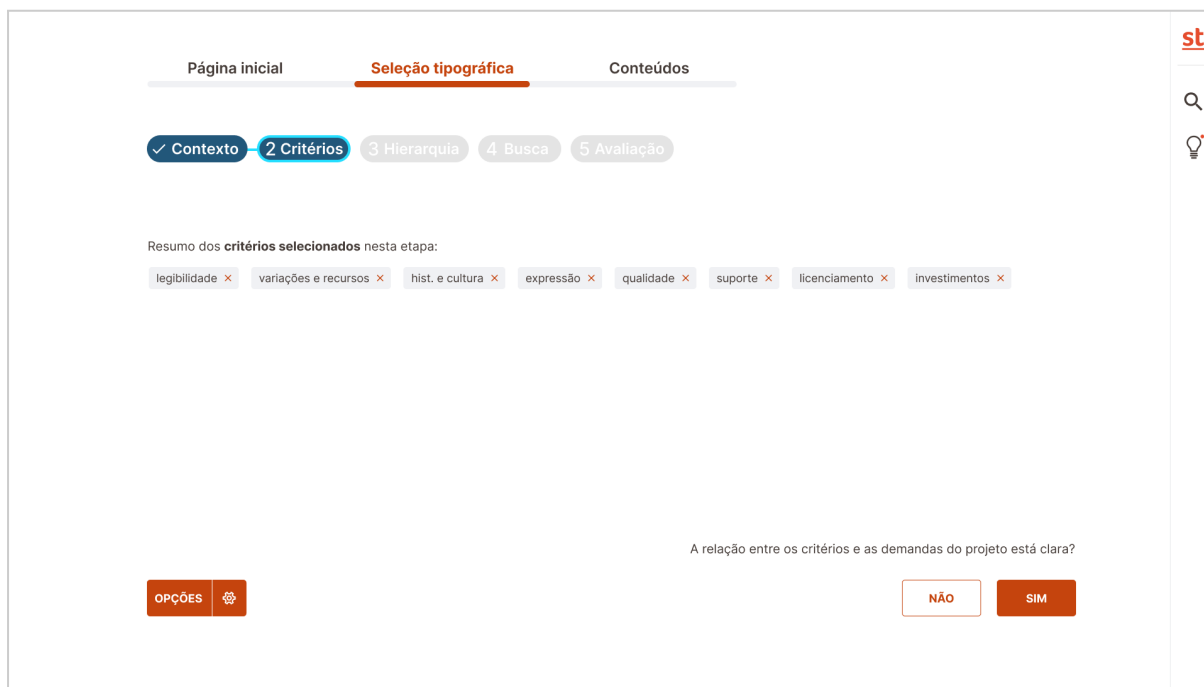 st
Página inicial Seleção tipográfica Conteúdos
✓ Contexto 2 Critérios 3 Hierarquia 4 Busca 5 Avaliação
Resumo dos critérios selecionados nesta etapa:
legibilidade × variações e recursos × hist. e cultura × expressão × qualidade × suporte × licenciamento × investimentos ×
A relação entre os critérios e as demandas do projeto está clara?
OPÇÕES NÃO SIM